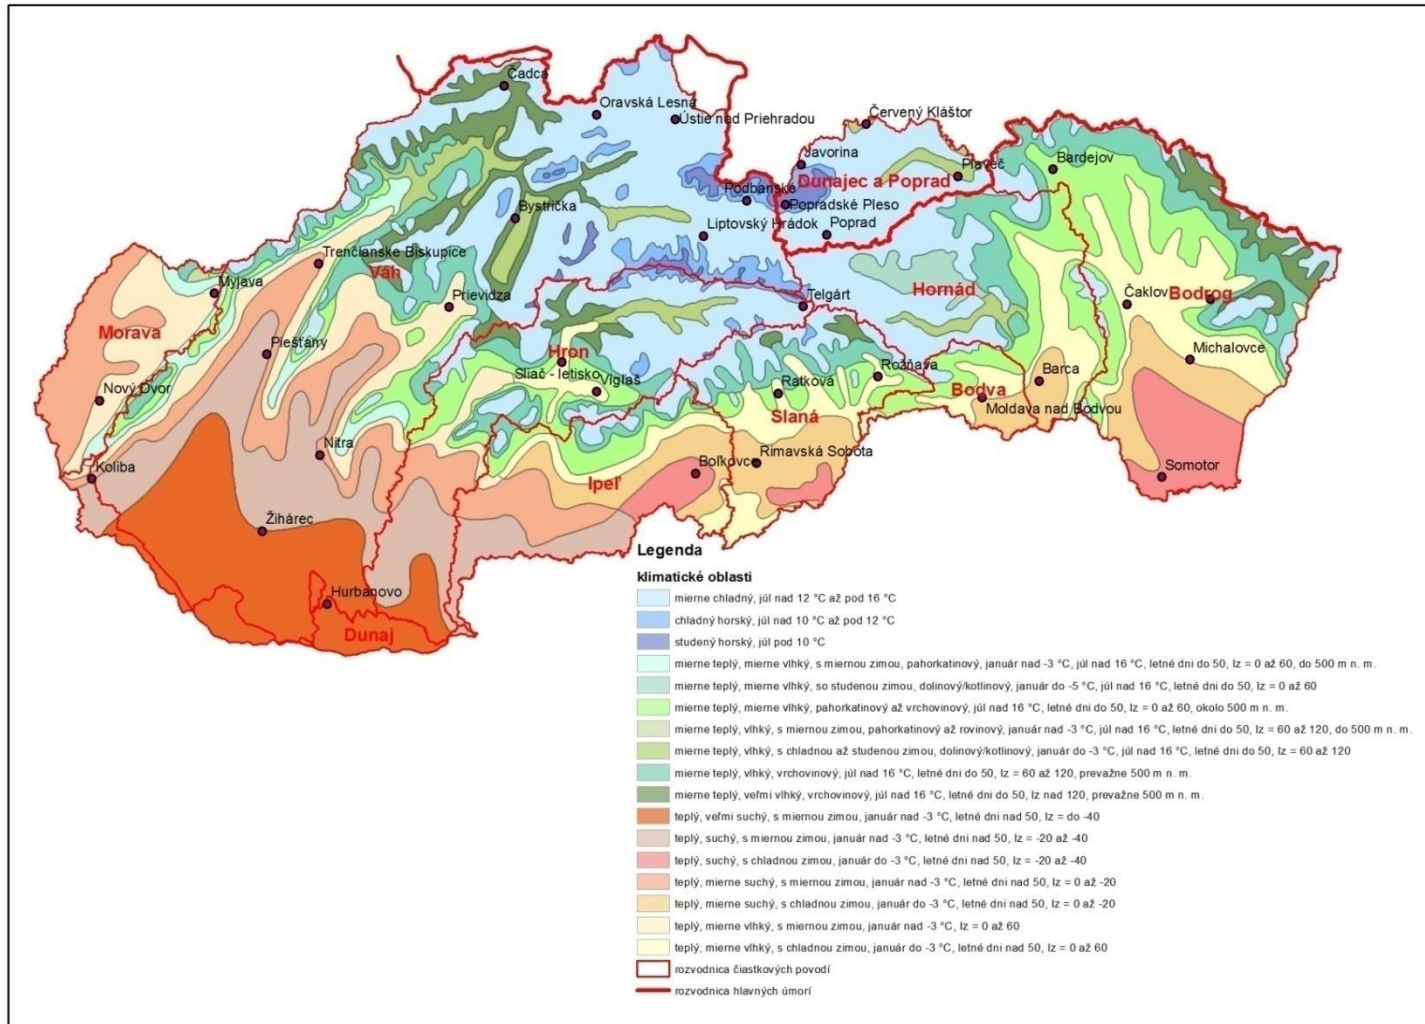 Čadca
Oravská Lesná
Ústie nad Priehradou
Červený Kláštor
Javorina
Plaveč
Bardejov
Dunajec a Poprad
Podbanské
Popradské Pleso
Bystrička
Liptovský Hrádok
Poprad
Trenčianske Biskupice
Váh
Myjava
Prievidza
Telgárt
Hornád
Čaklov
Bodrog
Morava
Piešťany
Hron
Sliač - letisko
Vígľaš
Ratková
Rožňava
Michalovce
Nový Dvor
Barca
Bodva
Moldava nad Bodvou
Slaná
Nitra
Koliba
Boľkovce
Rimavská Sobota
Ipeľ
Somotor
Žihárec
Hurbanovo
Dunaj
Legenda
klimatické oblasti
mierne chladný, júl nad 12 °C až pod 16 °C
chladný horský, júl nad 10 °C až pod 12 °C
studený horský, júl pod 10 °C
mierne teplý, mierne vlhký, s miernou zimou, pahorkatinový, január nad -3 °C, júl nad 16 °C, letné dni do 50, Iz = 0 až 60, do 500 m n. m.
mierne teplý, mierne vlhký, so studenou zimou, dolinový/kotlinový, január do -5 °C, júl nad 16 °C, letné dni do 50, Iz = 0 až 60
mierne teplý, mierne vlhký, pahorkatinový až vrchovinový, júl nad 16 °C, letné dni do 50, Iz = 0 až 60, okolo 500 m n. m.
mierne teplý, vlhký, s miernou zimou, pahorkatinový až rovinový, január nad -3 °C, júl nad 16 °C, letné dni do 50, Iz = 60 až 120, do 500 m n. m.
mierne teplý, vlhký, s chladnou až studenou zimou, dolinový/kotlinový, január do -3 °C, júl nad 16 °C, letné dni do 50, Iz = 60 až 120
mierne teplý, vlhký, vrchovinový, júl nad 16 °C, letné dni do 50, Iz = 60 až 120, prevažne 500 m n. m.
mierne teplý, veľmi vlhký, vrchovinový, júl nad 16 °C, letné dni do 50, Iz nad 120, prevažne 500 m n. m.
teplý, veľmi suchý, s miernou zimou, január nad -3 °C, letné dni nad 50, Iz = do -40
teplý, suchý, s miernou zimou, január nad -3 °C, letné dni nad 50, Iz = -20 až -40
teplý, suchý, s chladnou zimou, január do -3 °C, letné dni nad 50, Iz = -20 až -40
teplý, mierne suchý, s miernou zimou, január nad -3 °C, letné dni nad 50, Iz = 0 až -20
teplý, mierne suchý, s chladnou zimou, január do -3 °C, letné dni nad 50, Iz = 0 až -20
teplý, mierne vlhký, s miernou zimou, január nad -3 °C, Iz = 0 až 60
teplý, mierne vlhký, s chladnou zimou, január do -3 °C, letné dni nad 50, Iz = 0 až 60
rozvodnica čiastkových povodí
rozvodnica hlavných úmorí